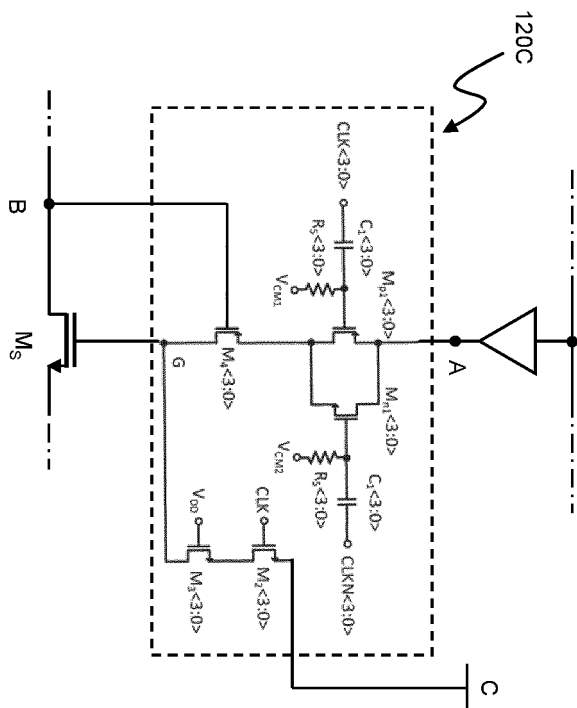 120C
C
A
M_p1<3:0>
M_n1<3:0>
C_1<3:0>
C_1<3:0>
CLK<3:0>
CLKN<3:0>
R_5<3:0>
R_5<3:0>
V_CM1
V_CM2
CLK
M_2<3:0>
M_4<3:0>
V_DD
M_3<3:0>
G
B
M_S